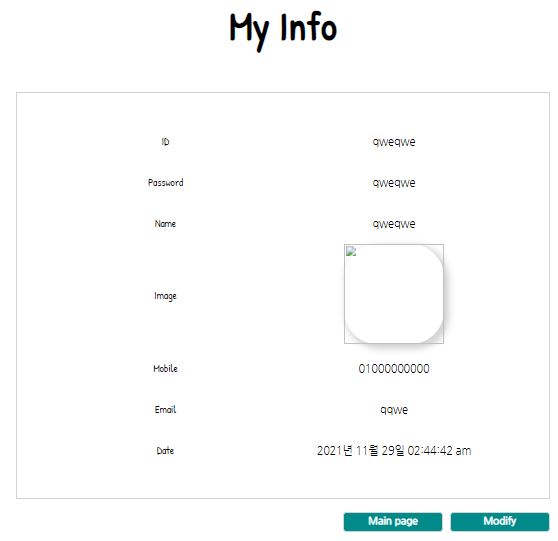 My Info
ID qweqwe
Password qweqwe
Name qweqwe
Image
Mobile 01000000000
Email qqwe
Date 2021년 11월 29일 02:44:42 am
Main page Modify